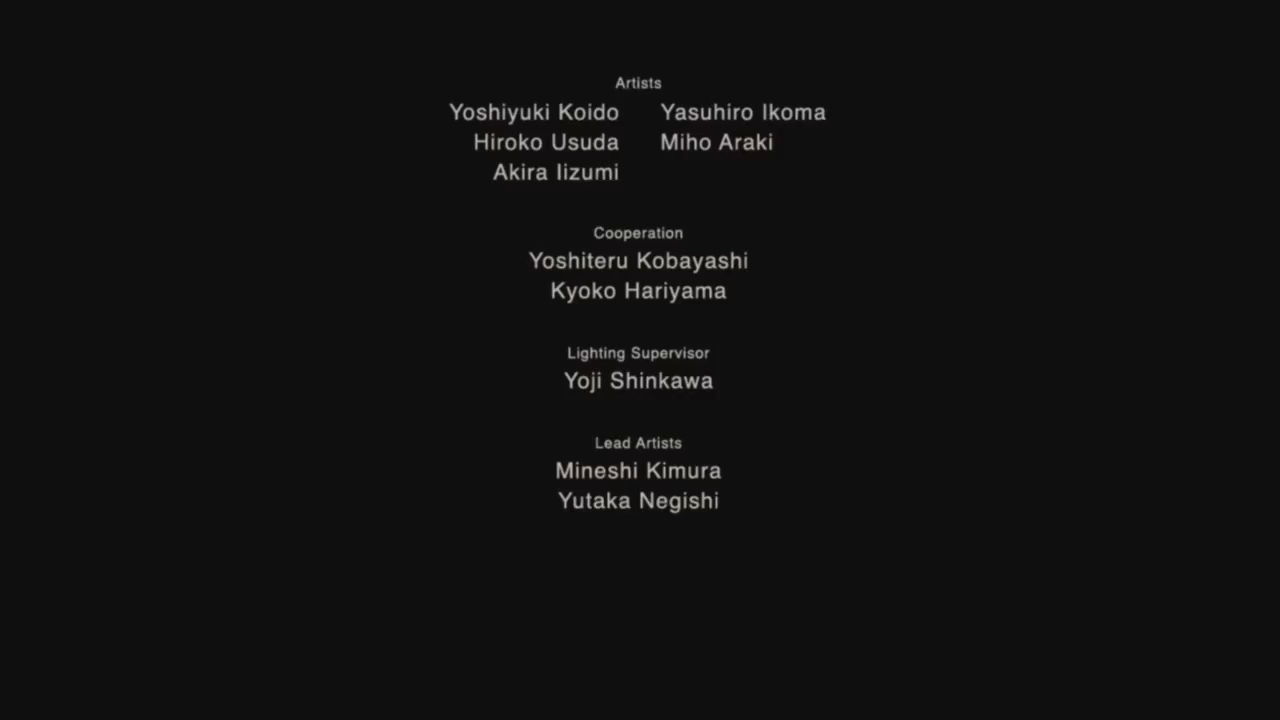 Artists
Yoshiyuki Koido Yasuhiro Ikoma
Hiroko Usuda Miho Araki
Akira Iizumi
Cooperation
Yoshiteru Kobayashi
Kyoko Hariyama
Lighting Supervisor
Yoji Shinkawa
Lead Artists
Mineshi Kimura
Yutaka Negishi